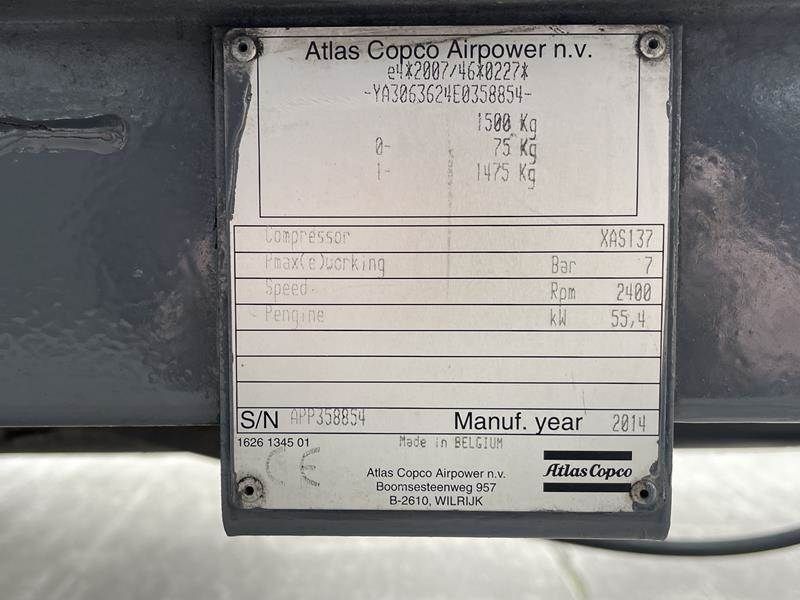 Atlas Copco Airpower n.v.
e4*2007/46*0227*
-YA3063624E0358854-
1500 Kg
0- 75 Kg
1- 1475 Kg
Compressor XAS137
Pmax(e)working Bar 7
Speed Rpm 2400
Pengine kW 55,4
S/N APP358854 Manuf. year 2014
1626 1345 01 Made in BELGIUM
CE
Atlas Copco Airpower n.v.
Boomsesteenweg 957
B-2610, WILRIJK
Atlas Copco